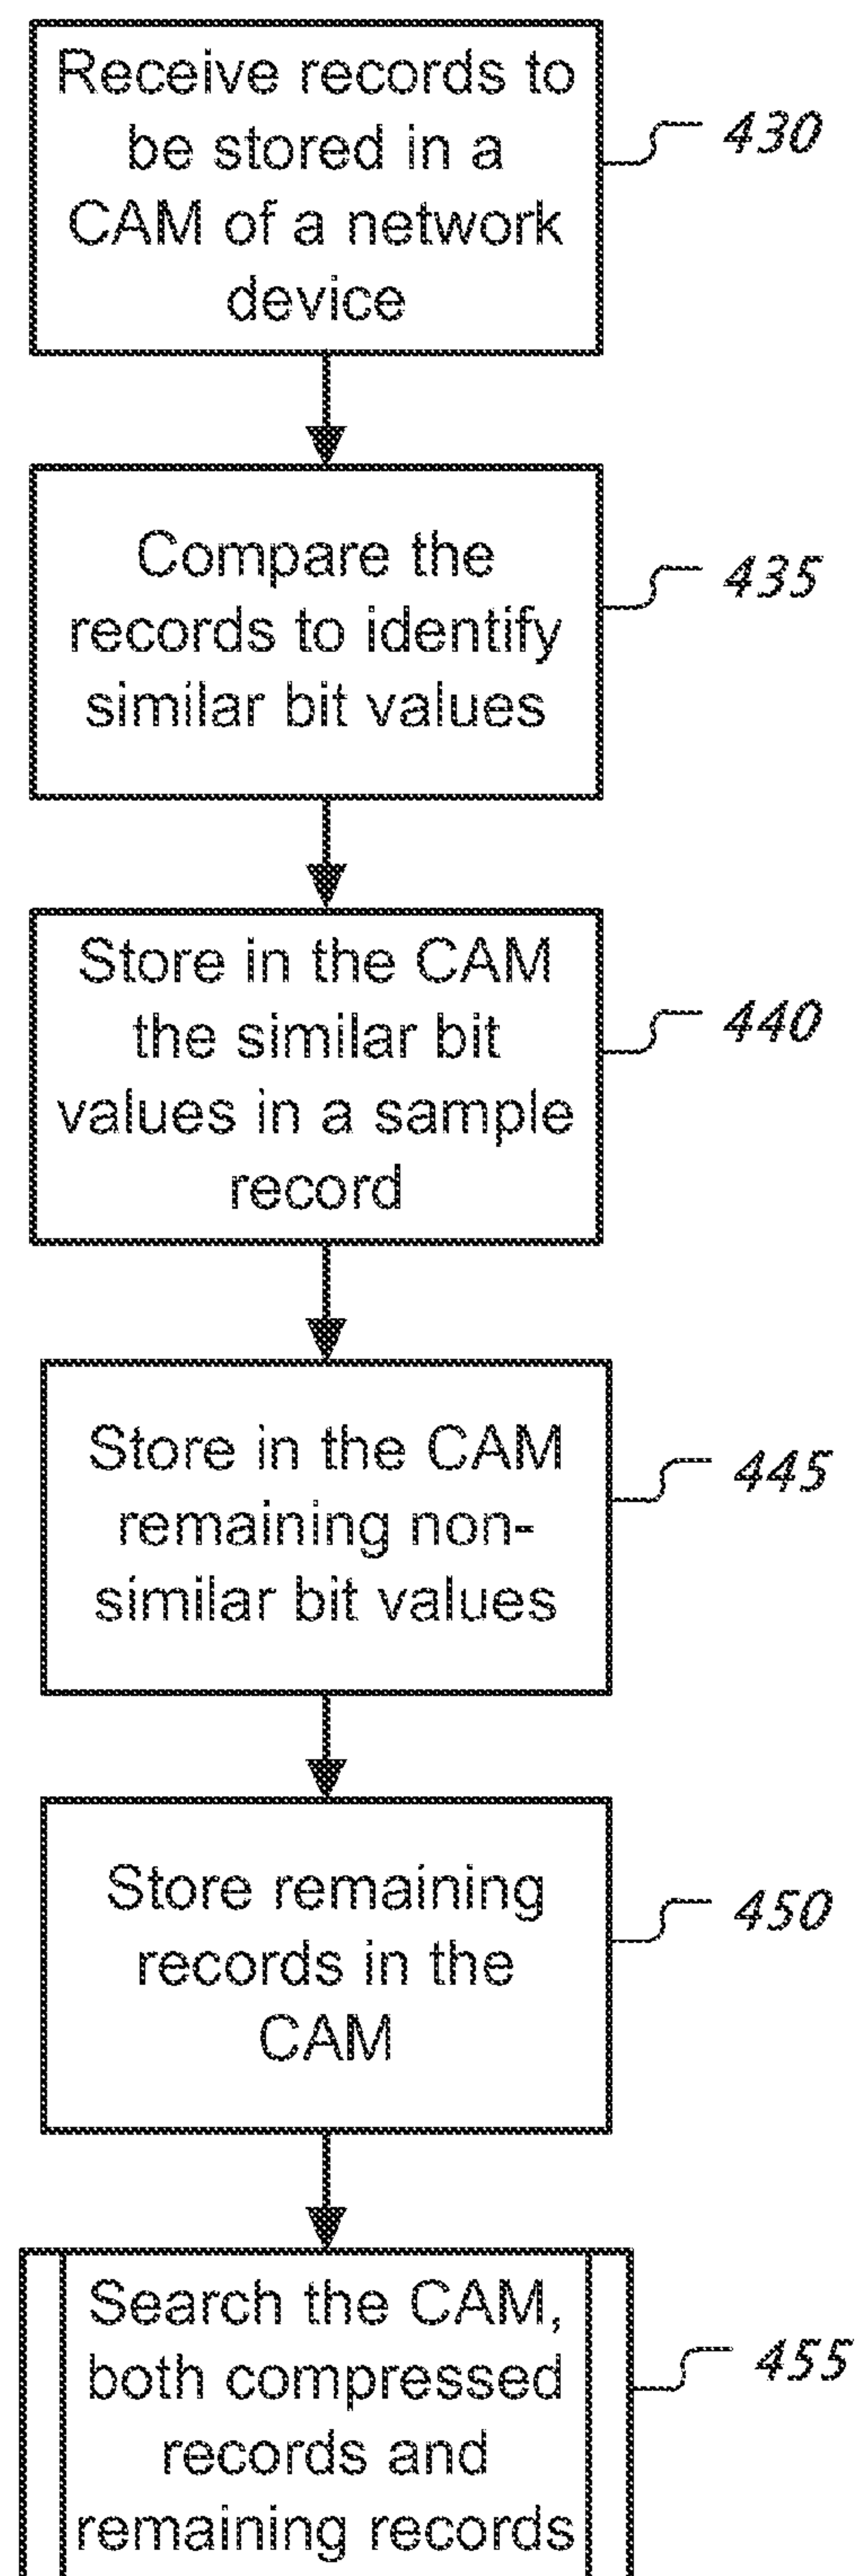 Receive records to
be stored in a
CAM of a network
device
430
Compare the
records to identify
similar bit values
435
Store in the CAM
the similar bit
values in a sample
record
440
Store in the CAM
remaining non-
similar bit values
445
Store remaining
records in the
CAM
450
Search the CAM,
both compressed
records and
remaining records
455